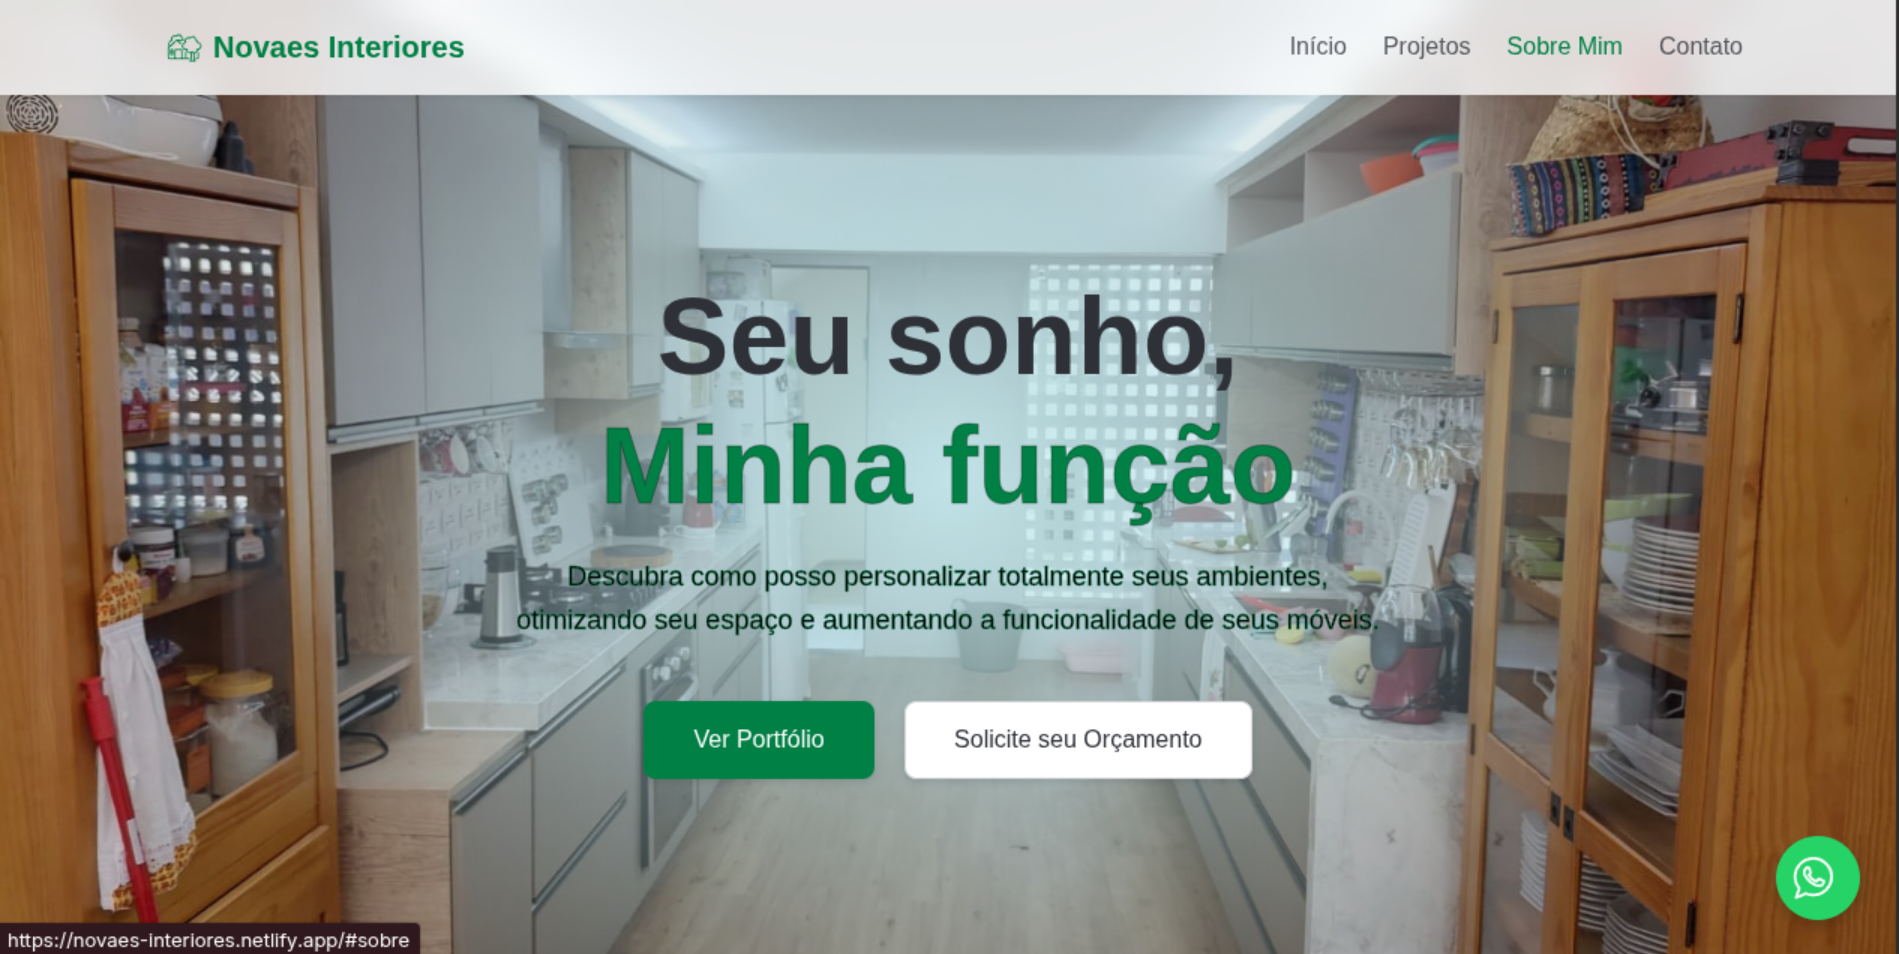 Novaes Interiores
Início Projetos Sobre Mim Contato
Seu sonho,
Minha função
Descubra como posso personalizar totalmente seus ambientes,
otimizando seu espaço e aumentando a funcionalidade de seus móveis.
Ver Portfólio
Solicite seu Orçamento
https://novaes-interiores.netlify.app/#sobre